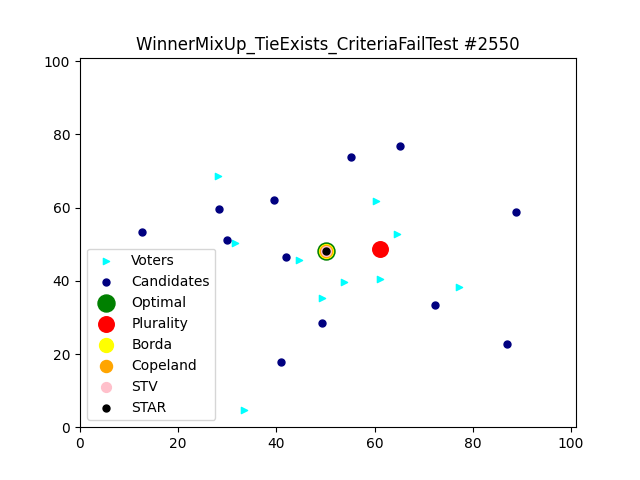 WinnerMixUp_TieExists_CriteriaFailTest #2550
100
80
60
40
20
0
Voters
Candidates
Optimal
Plurality
Borda
Copeland
STV
STAR
0 20 40 60 80 100